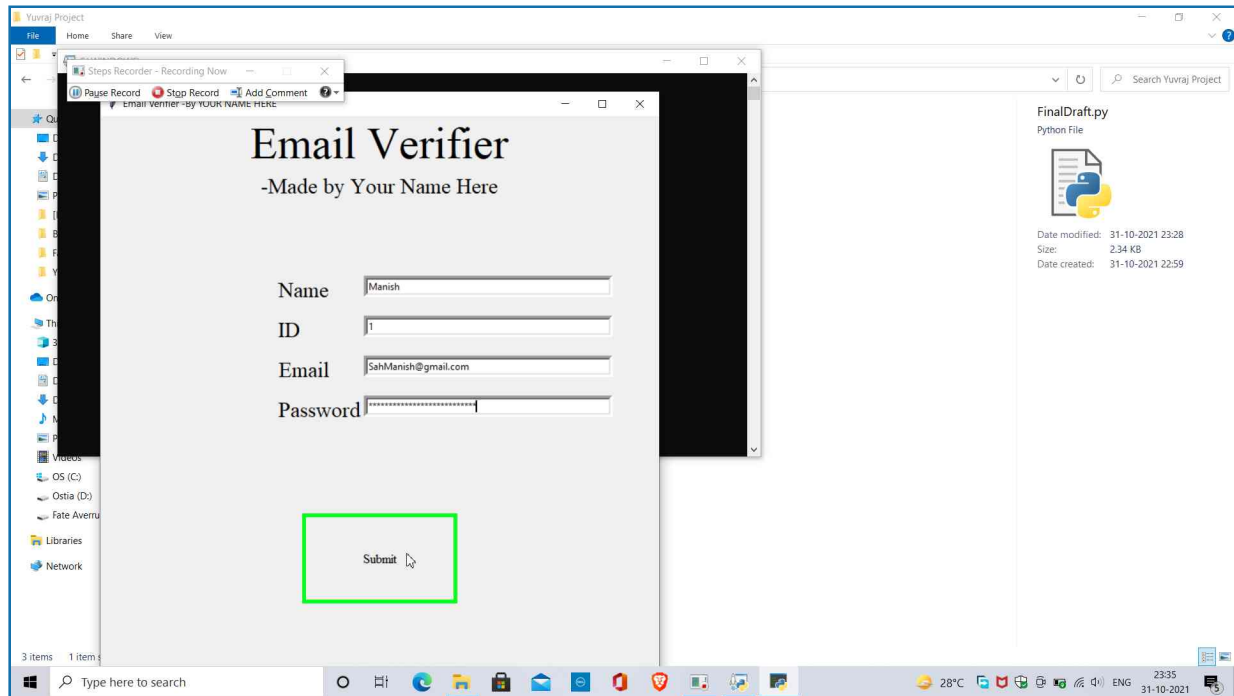 Yuvraj Project
File Home Share View
Steps Recorder - Recording Now
Pause Record Stop Record Add Comment
Search Yuvraj Project
Email Verifier -By YOUR NAME HERE
Email Verifier
-Made by Your Name Here
Name Manish
ID 1
Email SahManish@gmail.com
Password ***************************
Submit
FinalDraft.py
Python File
Date modified: 31-10-2021 23:28
Size: 2.34 KB
Date created: 31-10-2021 22:59
Videos
OS (C:)
Ostia (D:)
Fate Averru
Libraries
Network
3 items 1 item
Type here to search
28°C ENG 23:35
31-10-2021